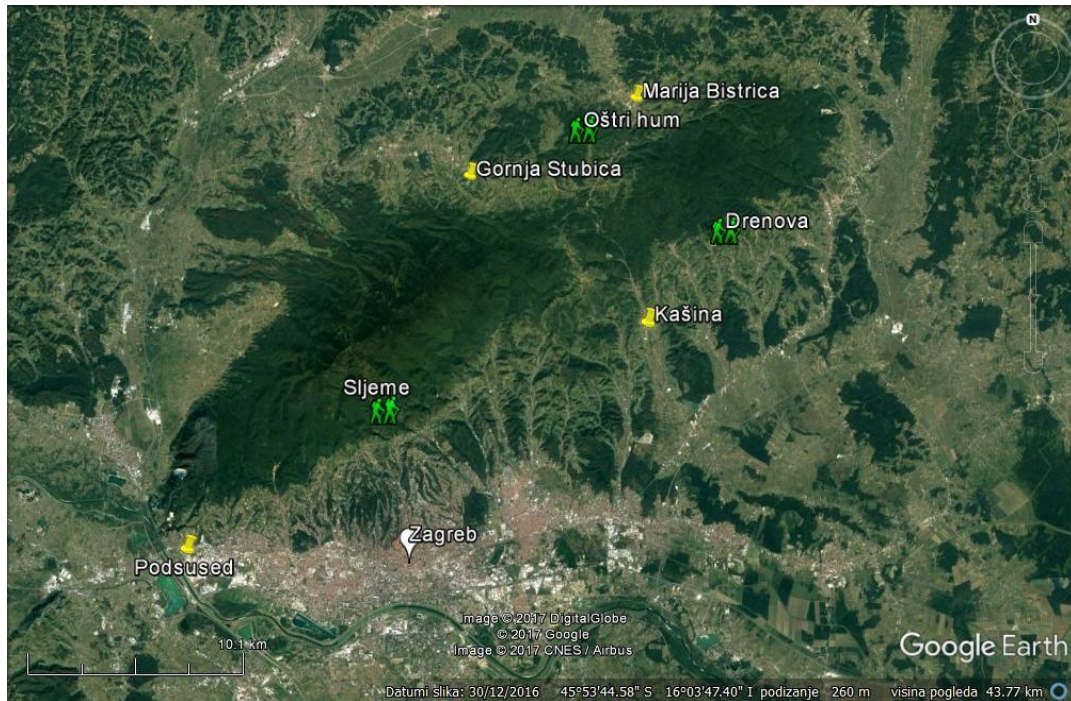 N
Marija Bistrica
Oštri hum
Gornja Stubica
Drenova
Kašina
Sljeme
Zagreb
Podsused
Image © 2017 DigitalGlobe
© 2017 Google
Image © 2017 CNES / Airbus
10.1 km
Google Earth
Datumi slika: 30/12/2016 45°53'44.58" S 16°03'47.40" I podizanje 260 m visina pogleda 43.77 km